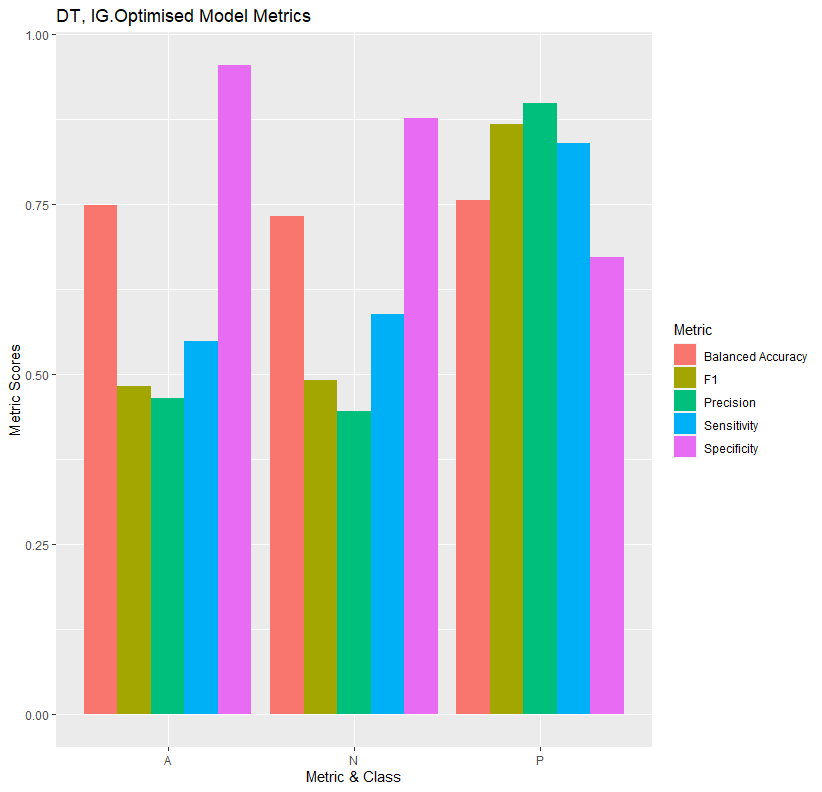 DT, IG.Optimised Model Metrics
1.00
0.75
0.50
0.25
0.00
Metric Scores
A
N
P
Metric & Class
Metric
Balanced Accuracy
F1
Precision
Sensitivity
Specificity